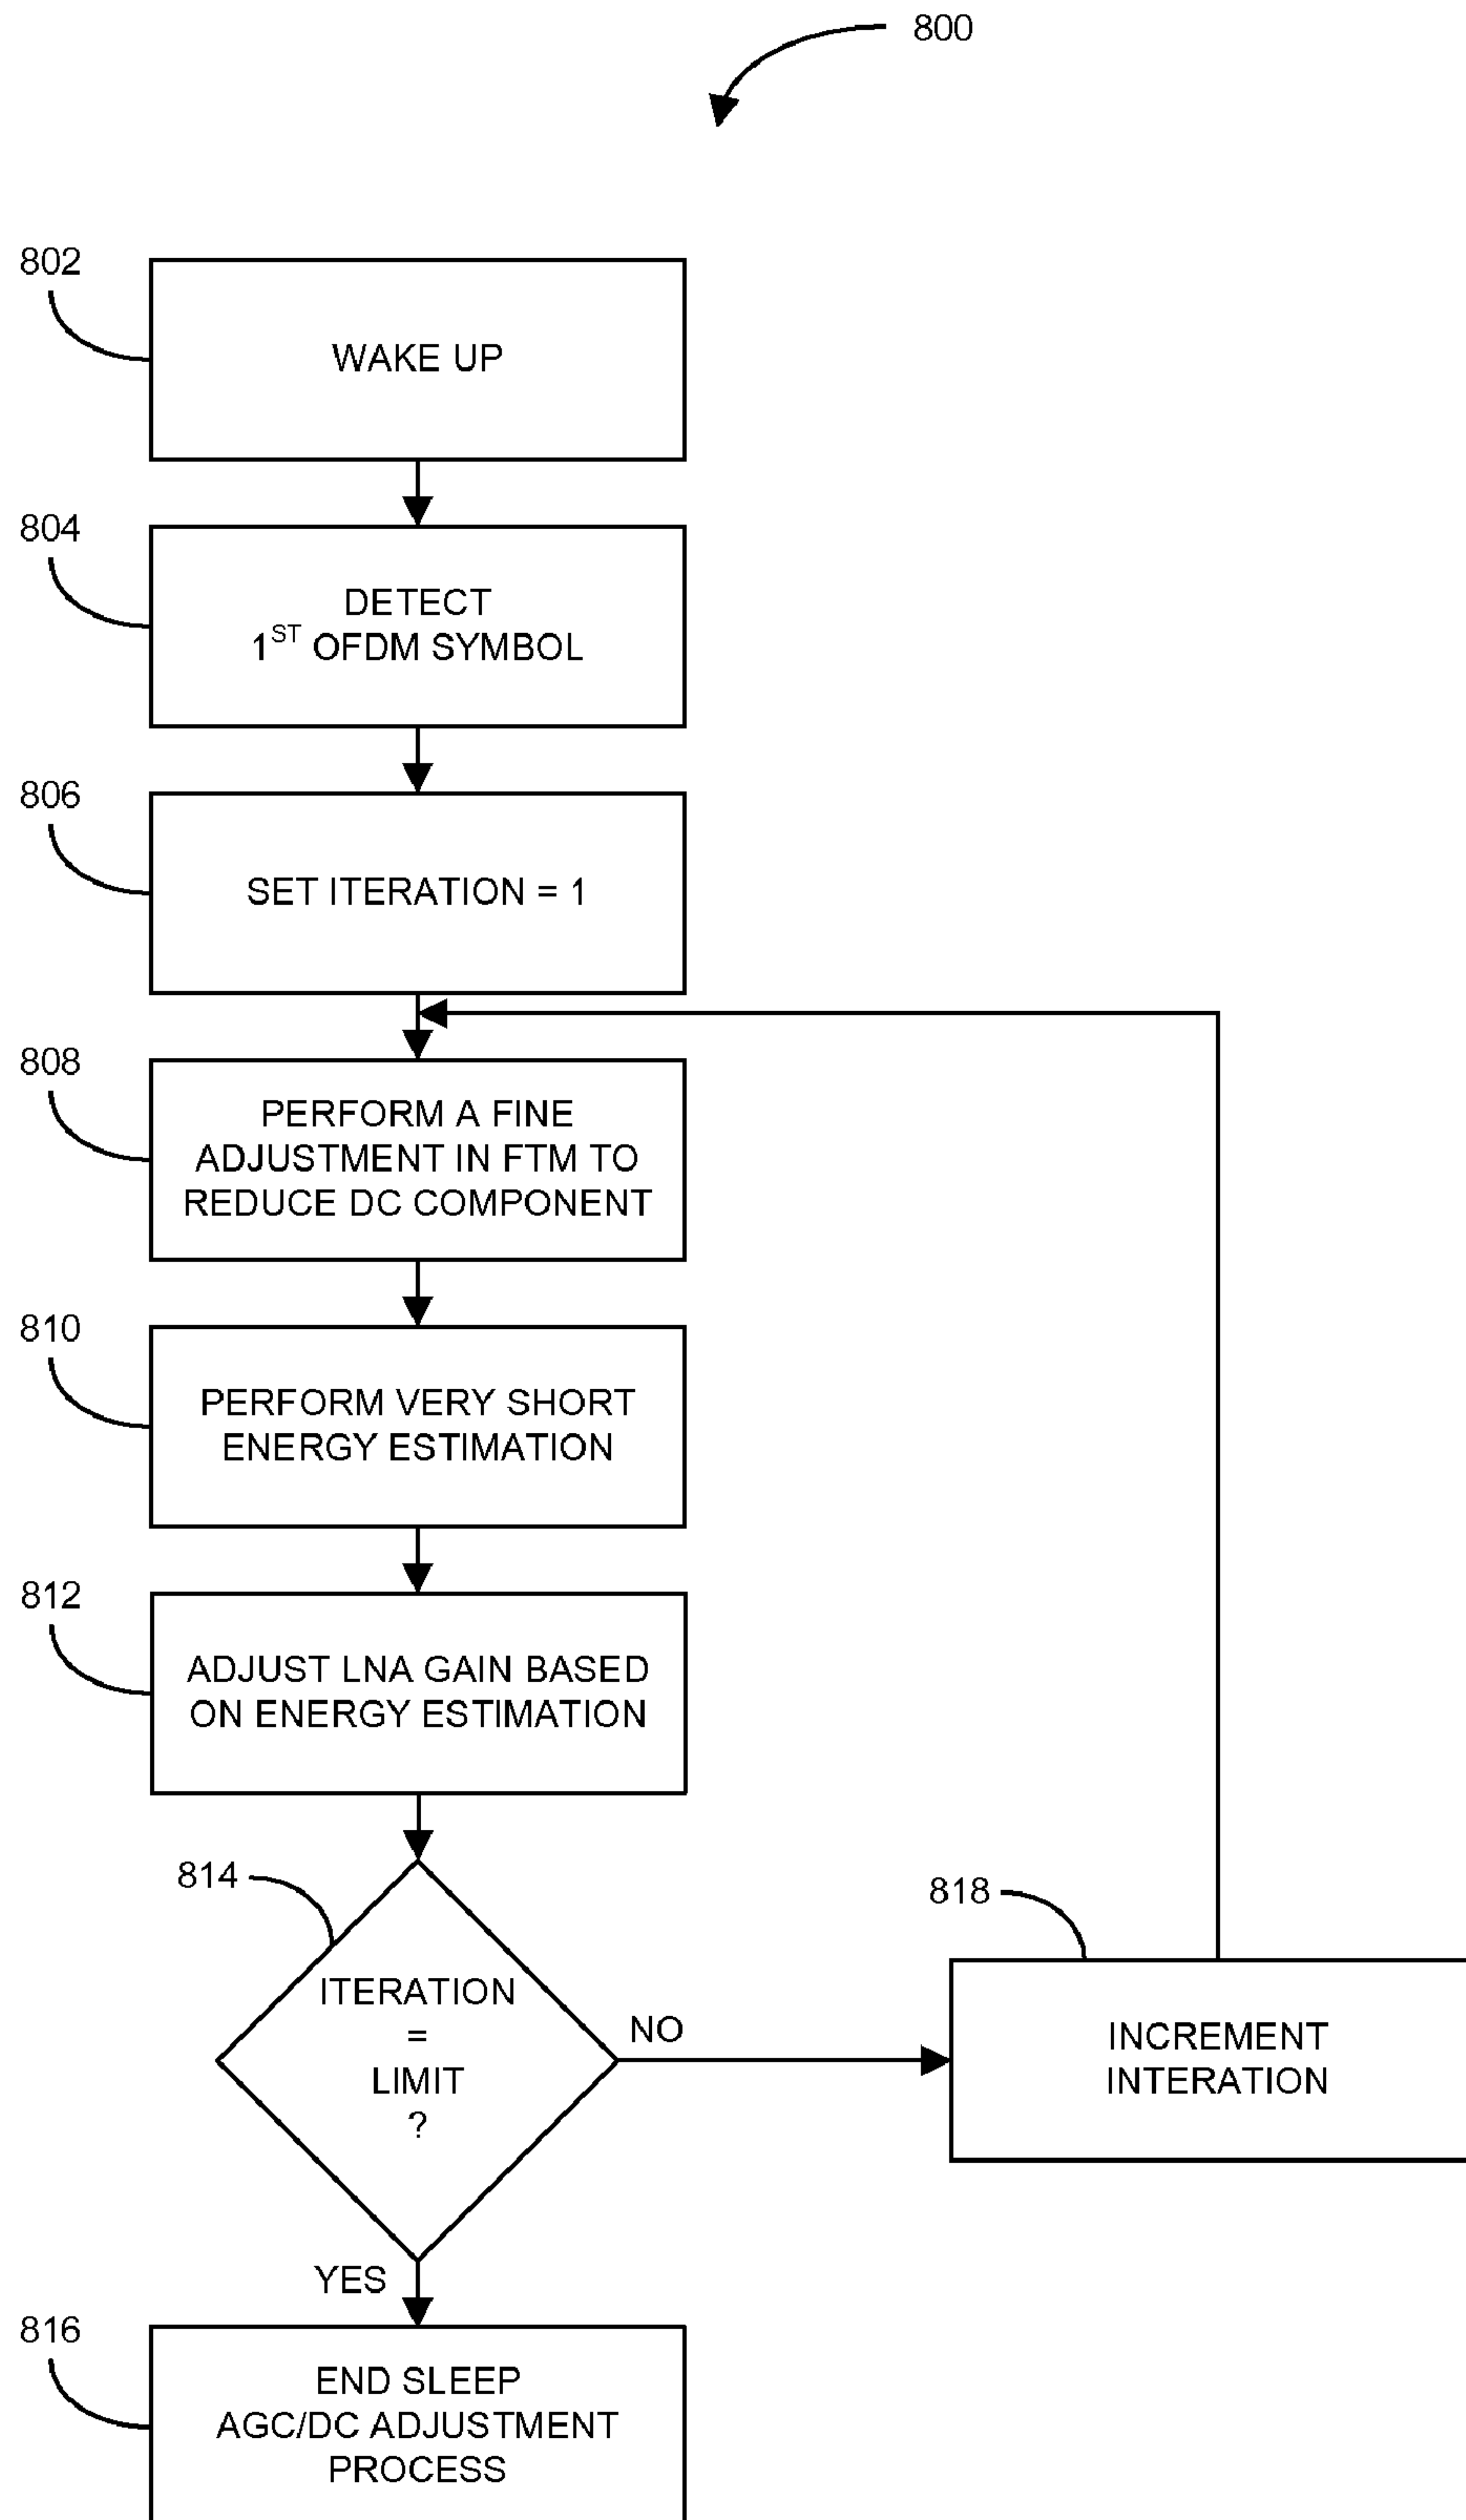 800
802
WAKE UP
804
DETECT
1ST OFDM SYMBOL
806
SET ITERATION = 1
808
PERFORM A FINE
ADJUSTMENT IN FTM TO
REDUCE DC COMPONENT
810
PERFORM VERY SHORT
ENERGY ESTIMATION
812
ADJUST LNA GAIN BASED
ON ENERGY ESTIMATION
814
ITERATION
=
LIMIT
?
NO
818
INCREMENT
INTERATION
YES
816
END SLEEP
AGC/DC ADJUSTMENT
PROCESS